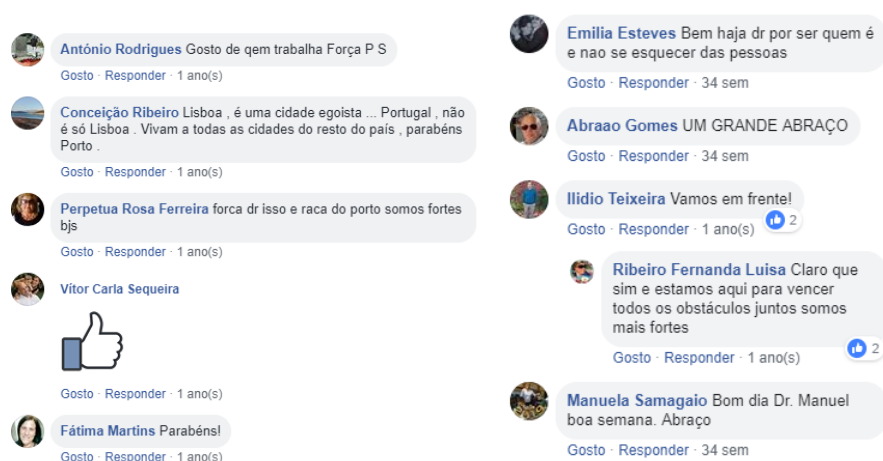 António Rodrigues Gosto de qem trabalha Força P S
Gosto · Responder · 1 ano(s)
Conceição Ribeiro Lisboa , é uma cidade egoista ... Portugal , não
é só Lisboa . Vivam a todas as cidades do resto do país , parabéns
Porto .
Gosto · Responder · 1 ano(s)
Perpetua Rosa Ferreira forca dr isso e raca do porto somos fortes
bjs
Gosto · Responder · 1 ano(s)
Vítor Carla Sequeira
Gosto · Responder · 1 ano(s)
Fátima Martins Parabéns!
Gosto · Responder · 1 ano(s)
Emilia Esteves Bem haja dr por ser quem é
e nao se esquecer das pessoas
Gosto · Responder · 34 sem
Abraao Gomes UM GRANDE ABRAÇO
Gosto · Responder · 34 sem
Ilidio Teixeira Vamos em frente!
Gosto · Responder · 1 ano(s) 2
Ribeiro Fernanda Luisa Claro que
sim e estamos aqui para vencer
todos os obstáculos juntos somos
mais fortes
2
Gosto · Responder · 1 ano(s)
Manuela Samagaio Bom dia Dr. Manuel
boa semana. Abraço
Gosto · Responder · 34 sem